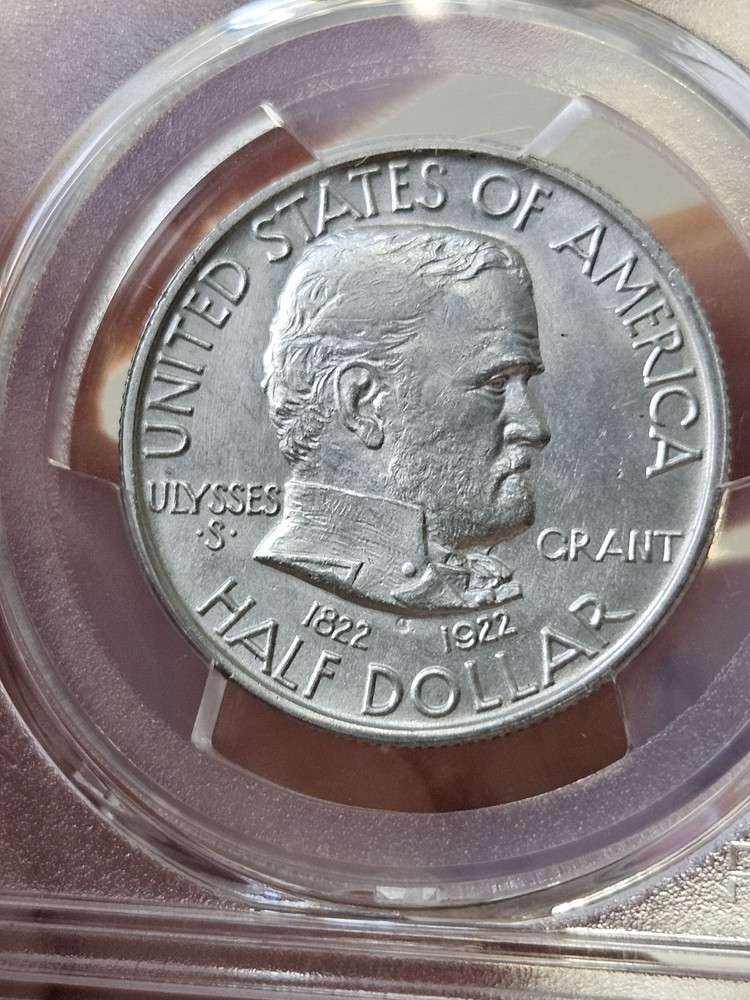 UNITED STATES OF AMERICA
ULYSSES
·S·
GRANT
1822 1922
HALF DOLLAR